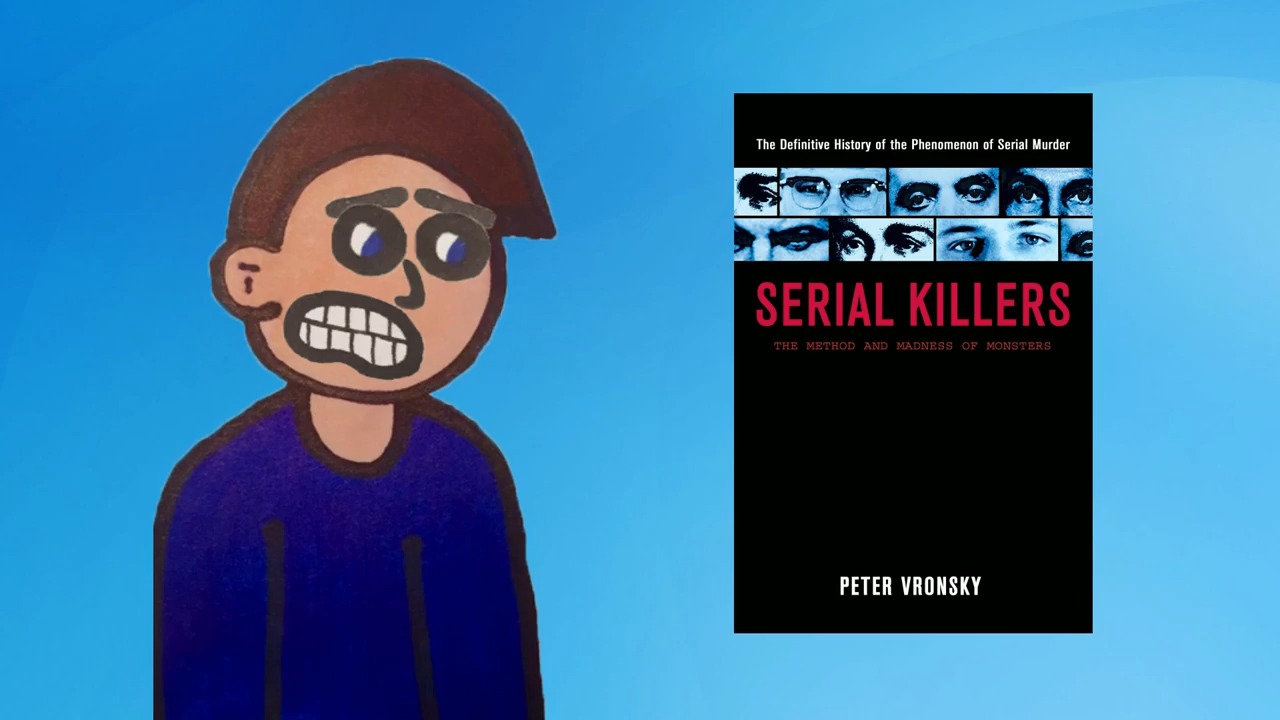 The Definitive History of the Phenomenon of Serial Murder
SERIAL KILLERS
THE METHOD AND MADNESS OF MONSTERS
PETER VRONSKY